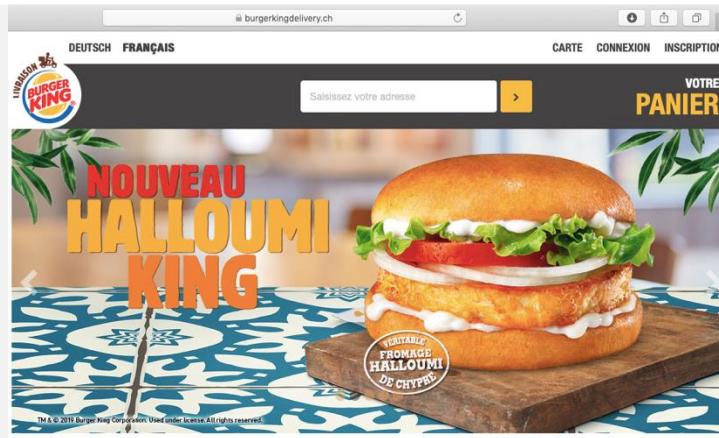 burgerkingdelivery.ch
DEUTSCH FRANÇAIS
CARTE CONNEXION INSCRIPTION
LIVRAISON
BURGER
KING
Saisissez votre adresse
VOTRE
PANIER
NOUVEAU
HALLOUMI
KING
VÉRITABLE
FROMAGE
HALLOUMI
DE CHYPRE
TM & © 2019 Burger King Corporation. Used under license. All rights reserved.